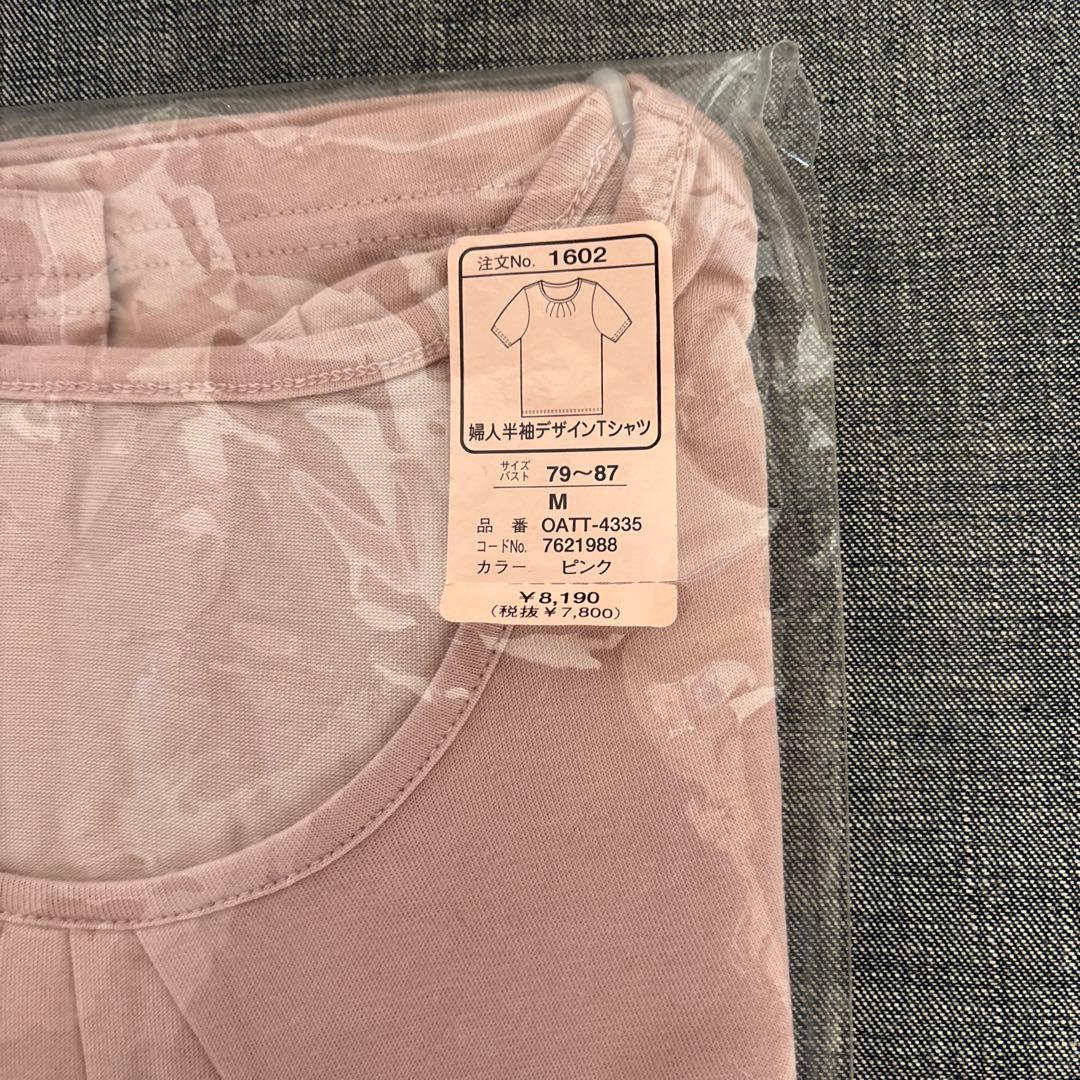 注文No. 1602
婦人半袖デザインTシャツ
サイズ
バスト 79～87
M
品 番 OATT-4335
コードNo. 7621988
カラー ピンク
￥8,190
(税抜￥7,800)